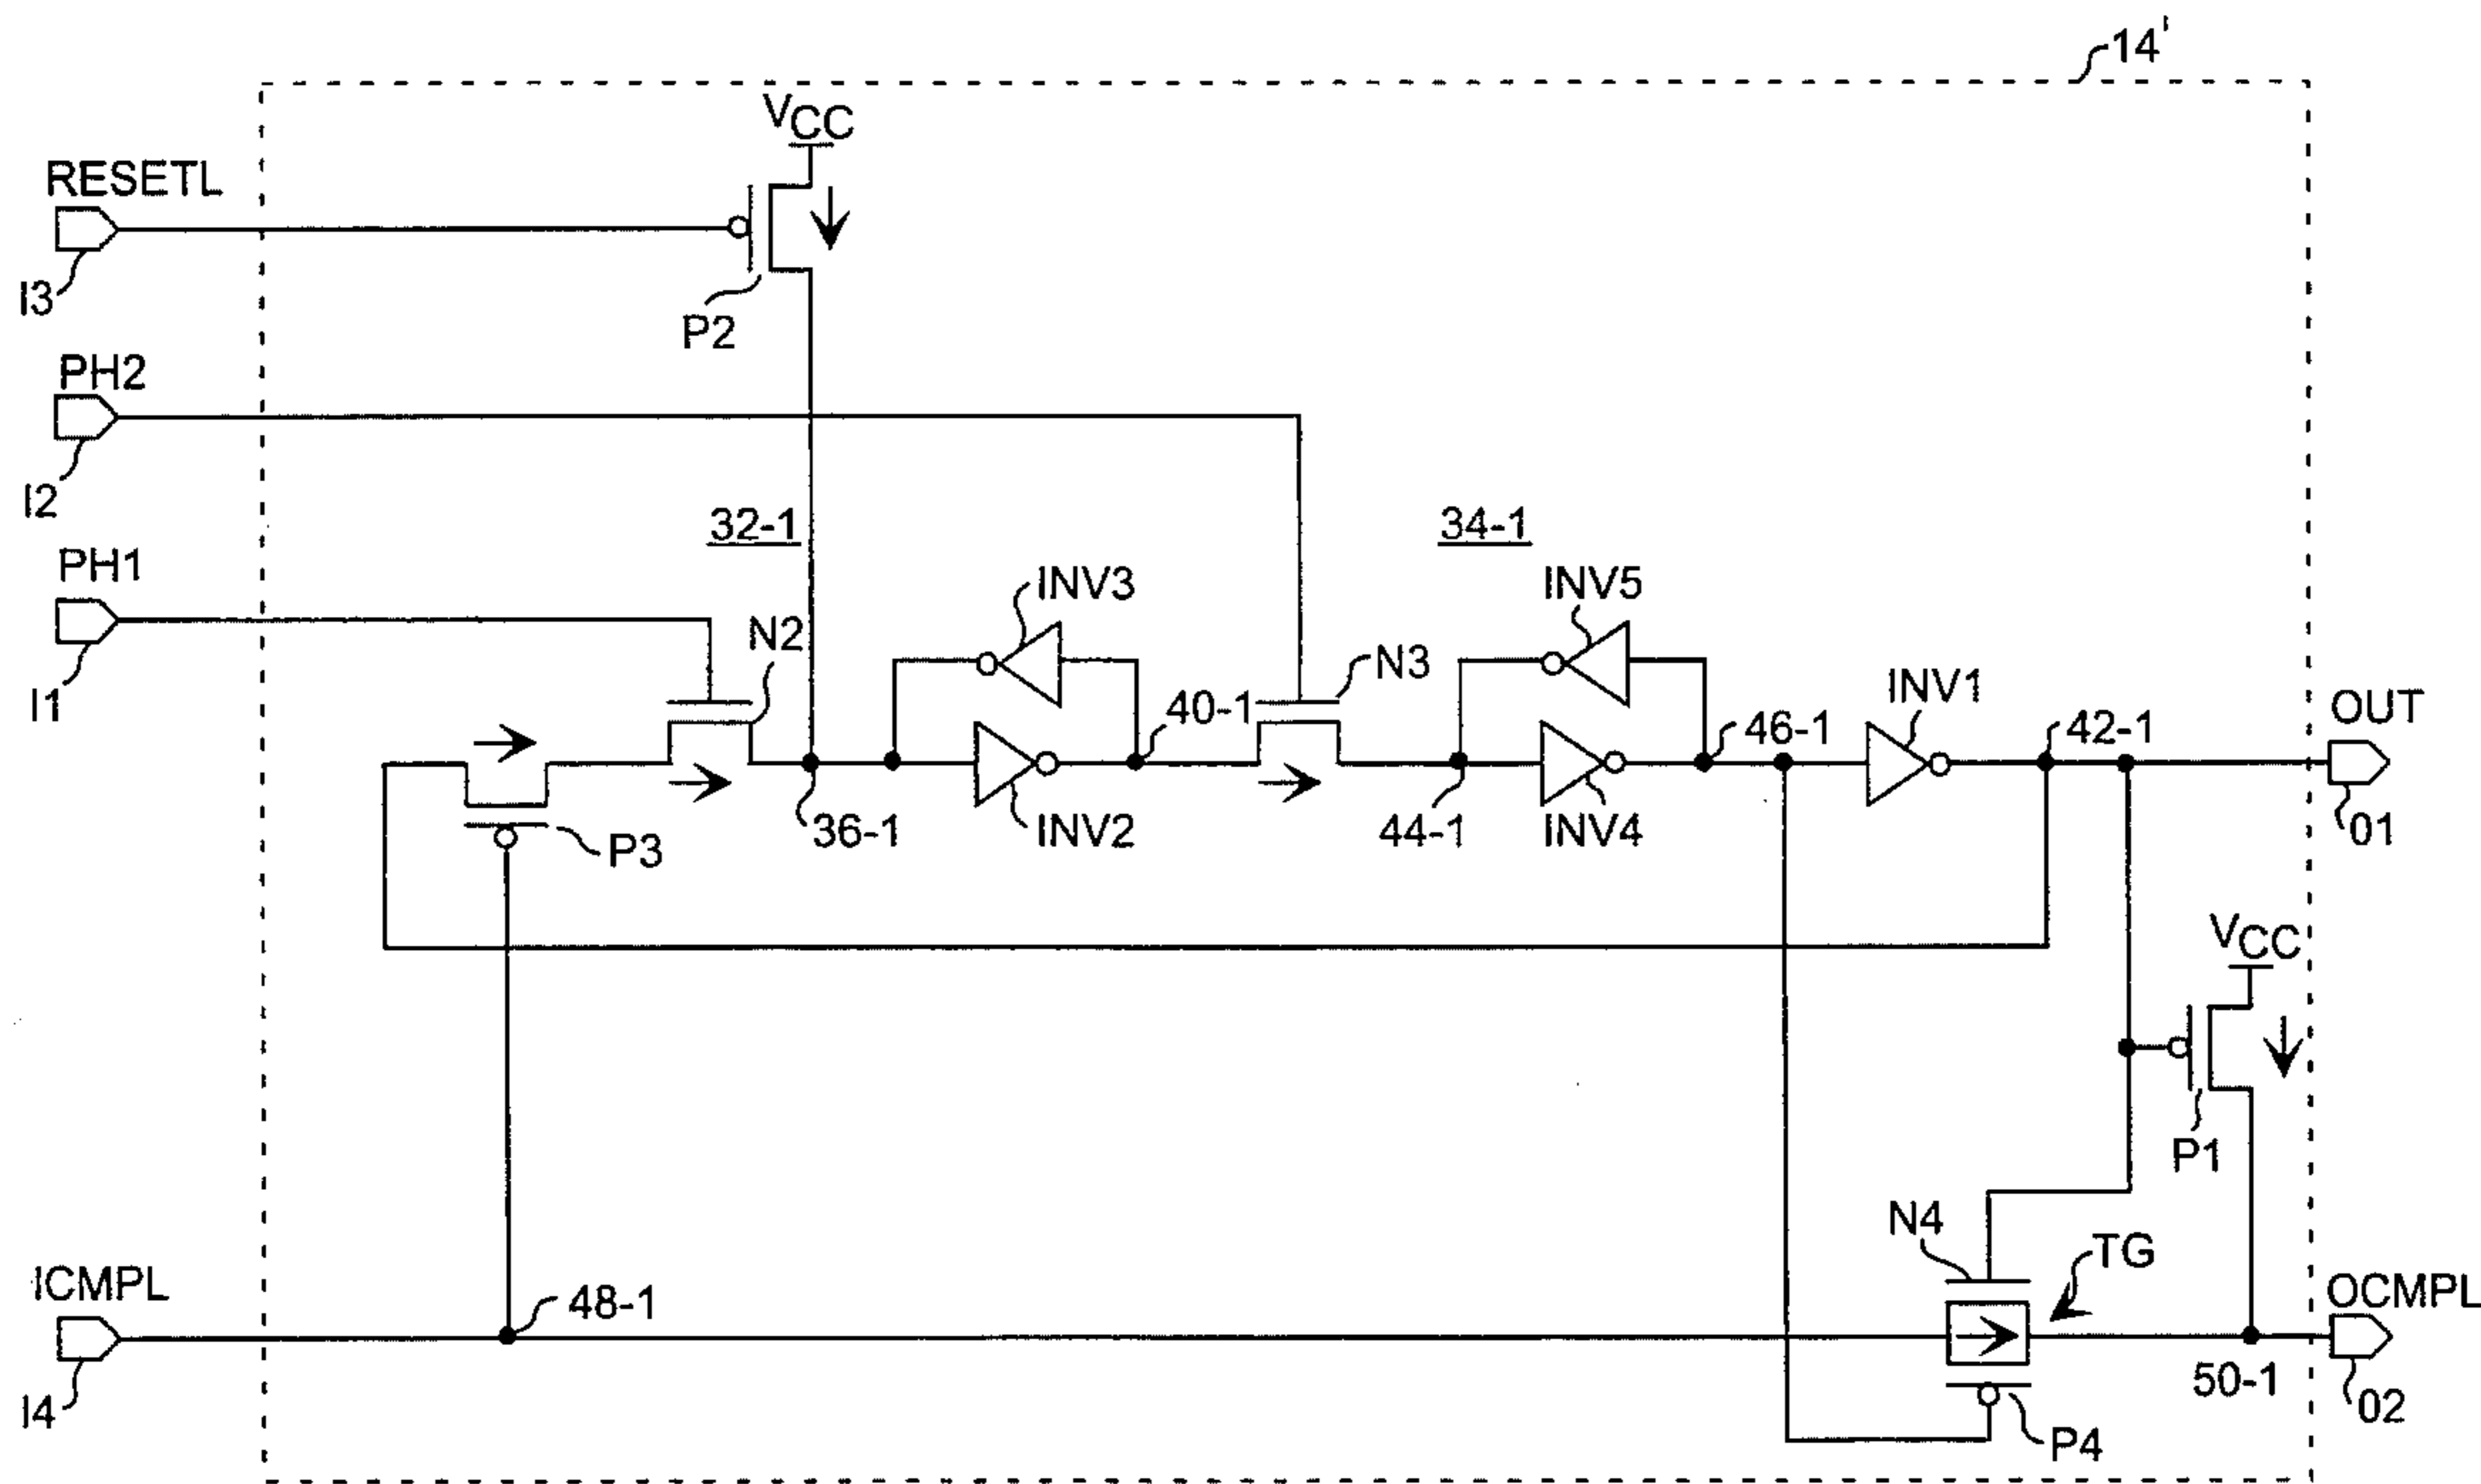 14'
VCC
RESETL
I3
P2
PH2
I2
32-1
34-1
PH1
I1
INV3
INV5
N2
N3
40-1
INV1
46-1
42-1
OUT
01
P3
36-1
INV2
44-1
INV4
VCC
P1
N4
TG
ICMPL
48-1
OCMPL
I4
50-1
02
P4